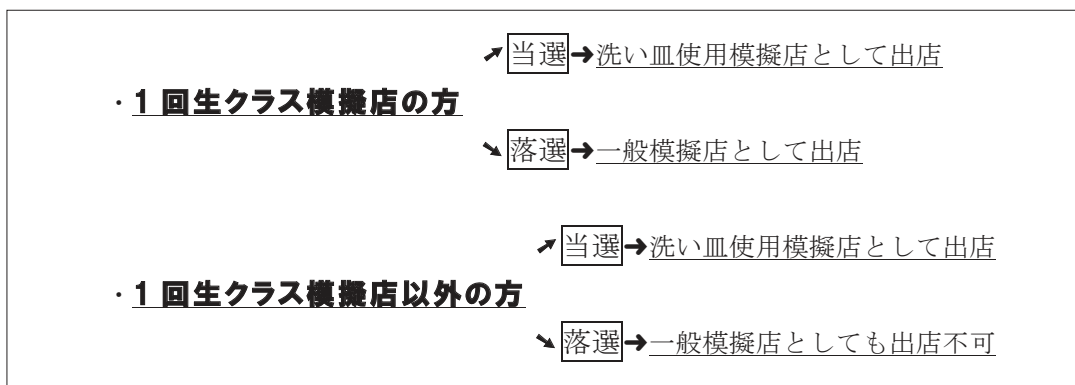 ➚当選➜洗い皿使用模擬店として出店
・1 回生クラス模擬店の方
➘落選➜一般模擬店として出店
➚当選➜洗い皿使用模擬店として出店
・1 回生クラス模擬店以外の方
➘落選➜一般模擬店としても出店不可